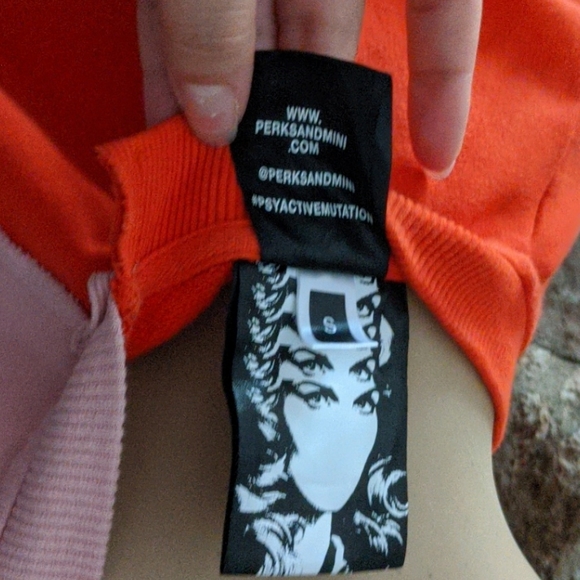 WWW.
PERKSANDMINI
.COM
@PERKSANDMINI
#PSYACTIVEMUTATION
S